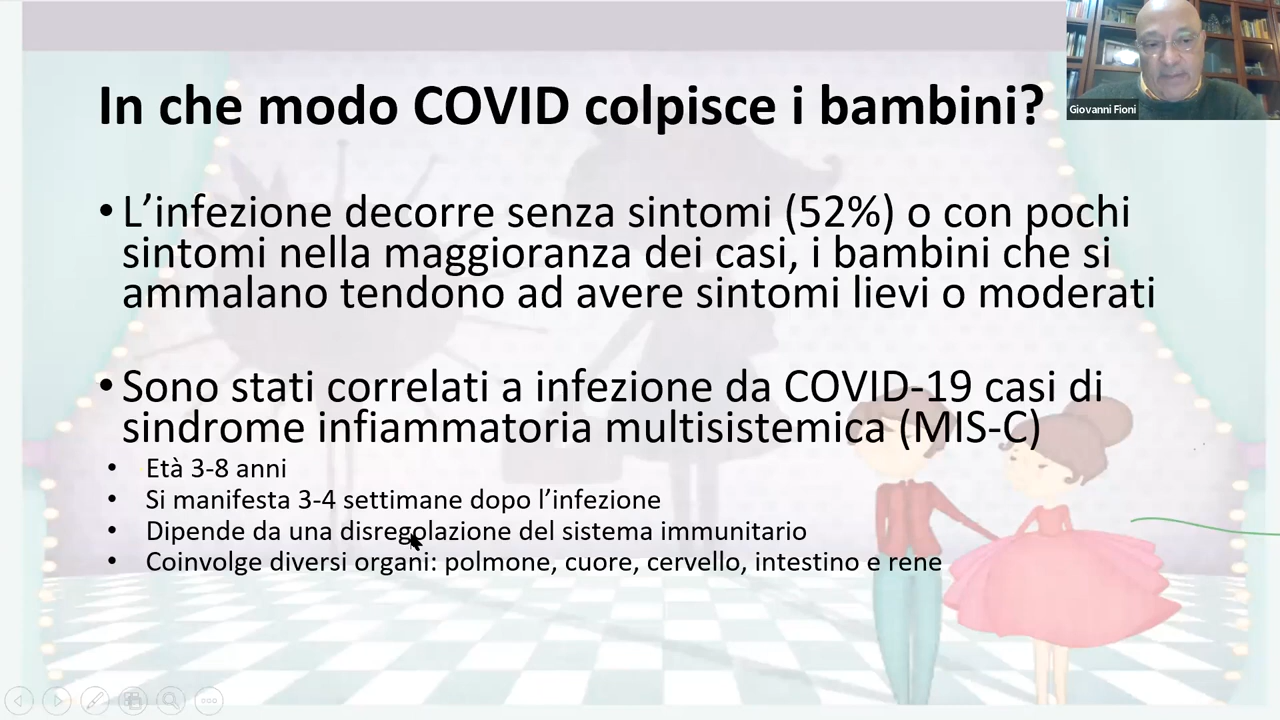 In che modo COVID colpisce i bambini?
Giovanni Fioni
• L’infezione decorre senza sintomi (52%) o con pochi
sintomi nella maggioranza dei casi, i bambini che si
ammalano tendono ad avere sintomi lievi o moderati
• Sono stati correlati a infezione da COVID-19 casi di
sindrome infiammatoria multisistemica (MIS-C)
• Età 3-8 anni
• Si manifesta 3-4 settimane dopo l’infezione
• Dipende da una disregolazione del sistema immunitario
• Coinvolge diversi organi: polmone, cuore, cervello, intestino e rene